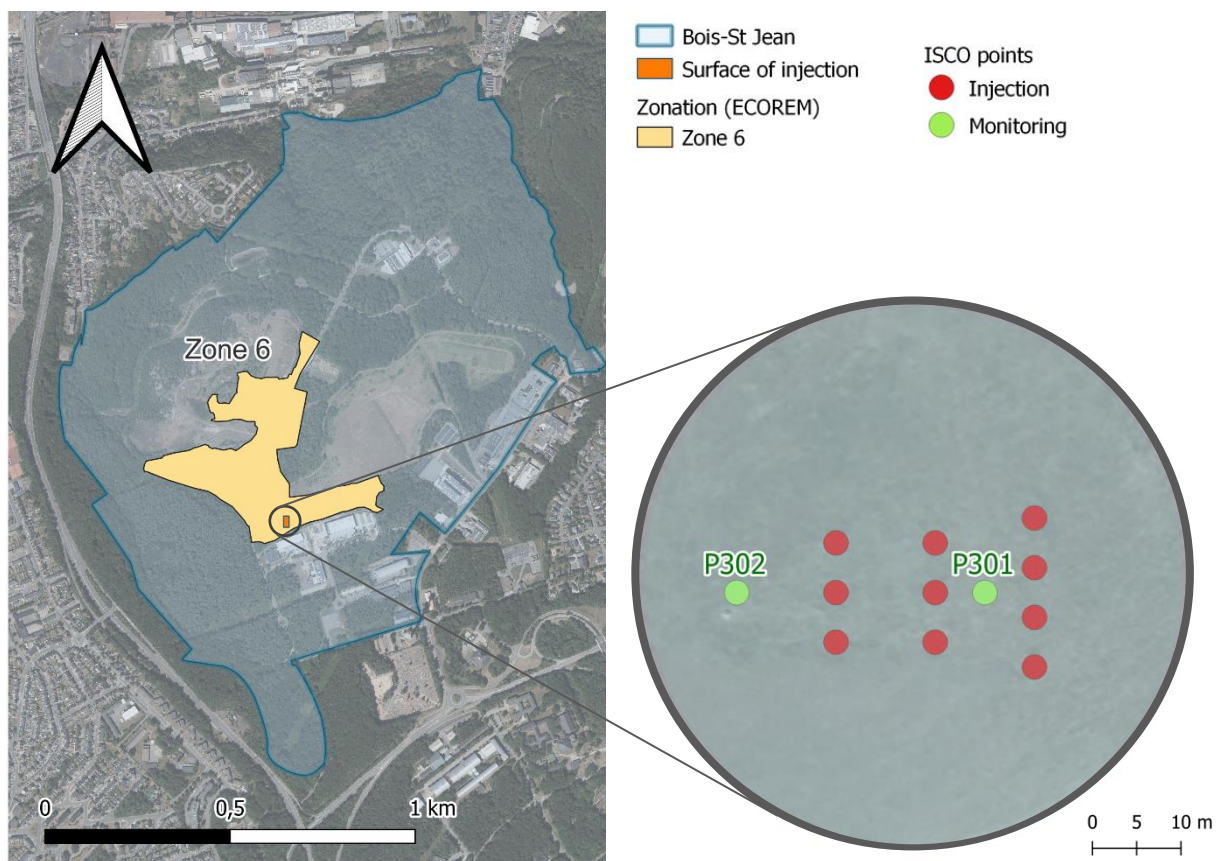 Bois-St Jean
Surface of injection
Zonation (ECOREM)
Zone 6
ISCO points
Injection
Monitoring
Zone 6
P302
P301
0 0,5 1 km
0 5 10 m